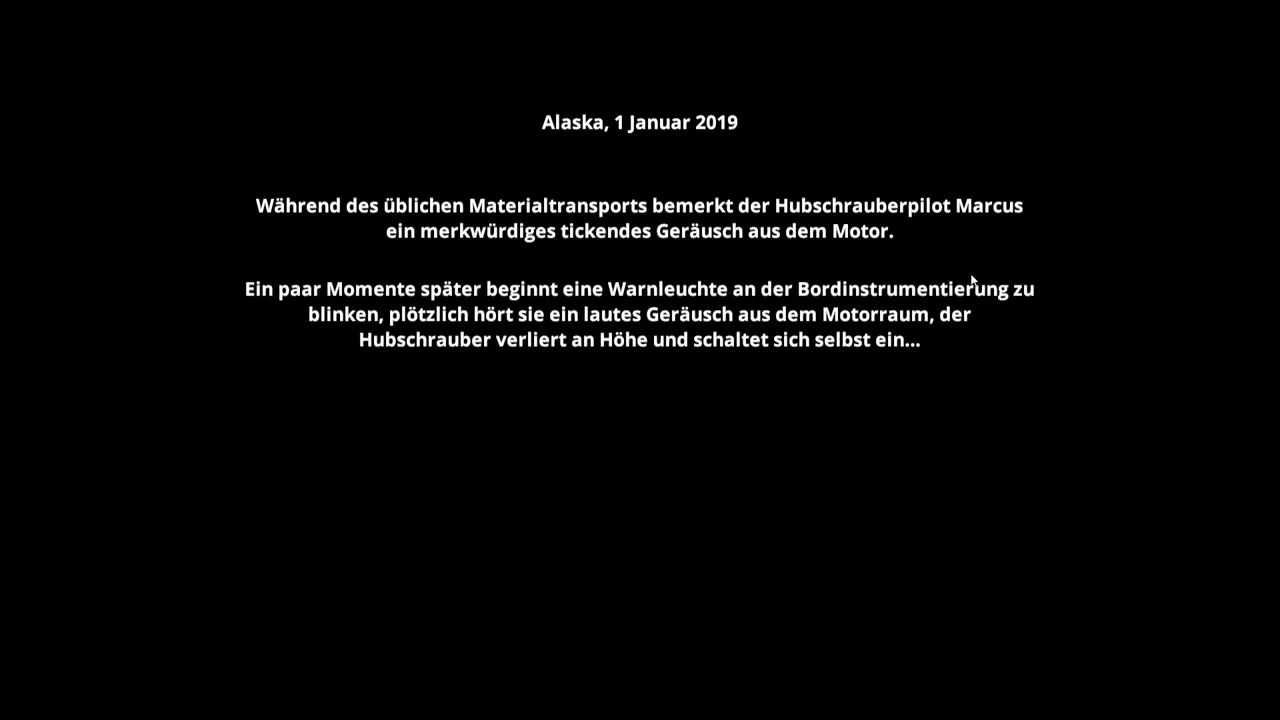 Alaska, 1 Januar 2019
Während des üblichen Materialtransports bemerkt der Hubschrauberpilot Marcus
ein merkwürdiges tickendes Geräusch aus dem Motor.
Ein paar Momente später beginnt eine Warnleuchte an der Bordinstrumentierung zu
blinken, plötzlich hört sie ein lautes Geräusch aus dem Motorraum, der
Hubschrauber verliert an Höhe und schaltet sich selbst ein...